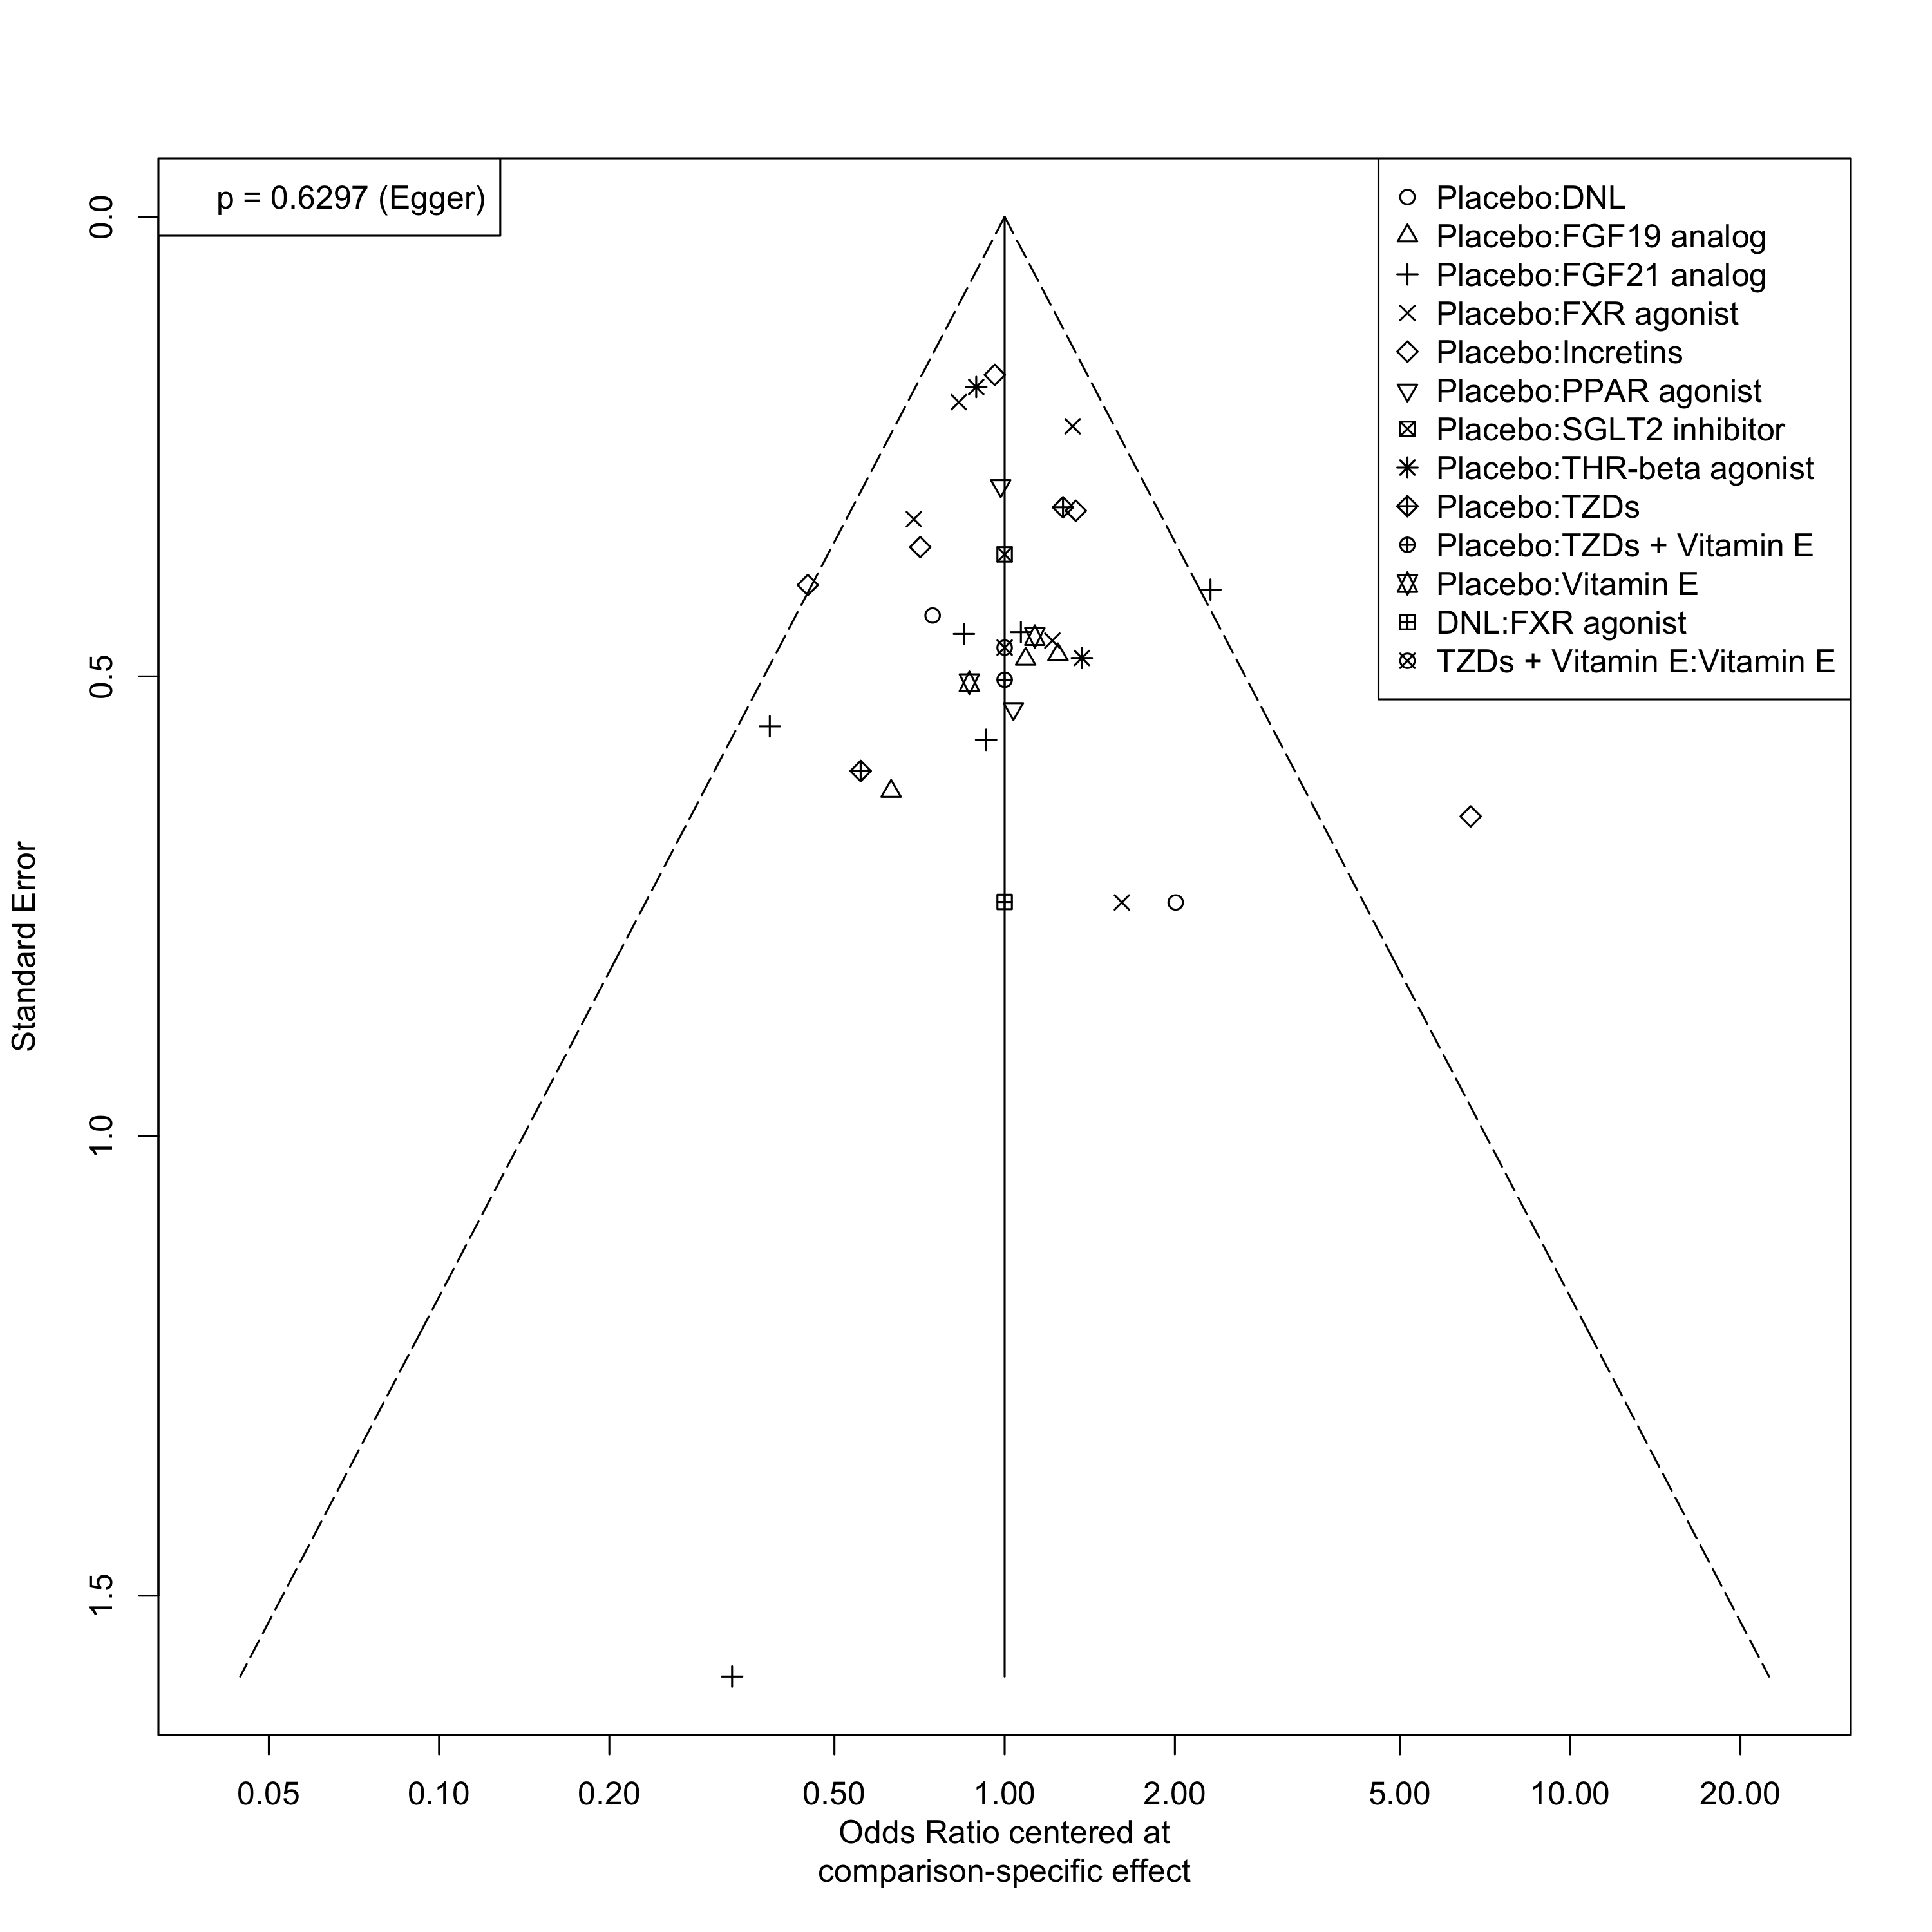 p = 0.6297 (Egger)
Placebo:DNL
Placebo:FGF19 analog
Placebo:FGF21 analog
Placebo:FXR agonist
Placebo:Incretins
Placebo:PPAR agonist
Placebo:SGLT2 inhibitor
Placebo:THR-beta agonist
Placebo:TZDs
Placebo:TZDs + Vitamin E
Placebo:Vitamin E
DNL:FXR agonist
TZDs + Vitamin E:Vitamin E
Standard Error
0.0
0.5
1.0
1.5
0.05 0.10 0.20 0.50 1.00 2.00 5.00 10.00 20.00
Odds Ratio centered at
comparison-specific effect